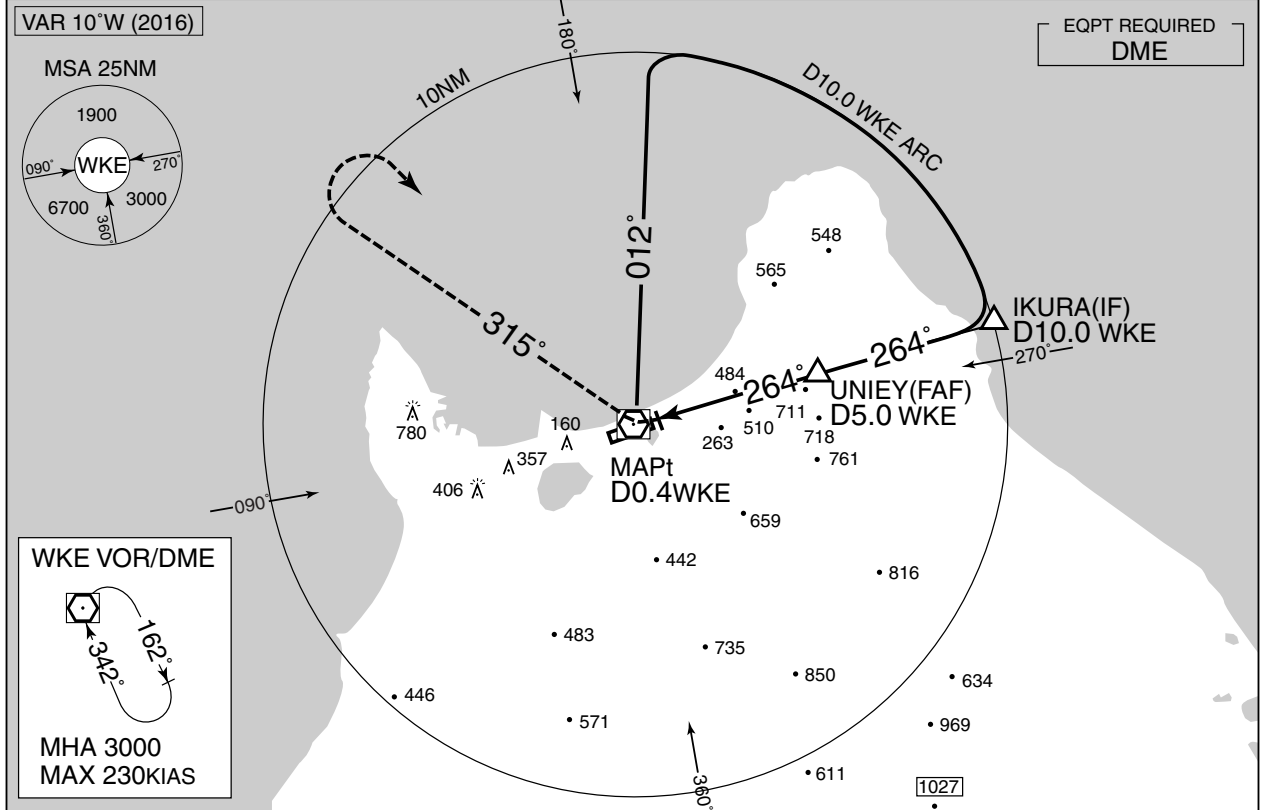 VAR 10°W (2016)
MSA 25NM
1900
WKE
090°
270°
6700
3000
360°
EQPT REQUIRED
DME
180°
10NM
D10.0 WKE ARC
012°
315°
548
565
IKURA(IF)
D10.0 WKE
270°
264°
264°
UNIEY(FAF)
D5.0 WKE
484
711
510
718
263
761
780
160
357
406
MAPt
D0.4WKE
090°
659
442
816
483
735
850
634
446
571
969
611
1027
360°
WKE VOR/DME
162°
342°
MHA 3000
MAX 230KIAS